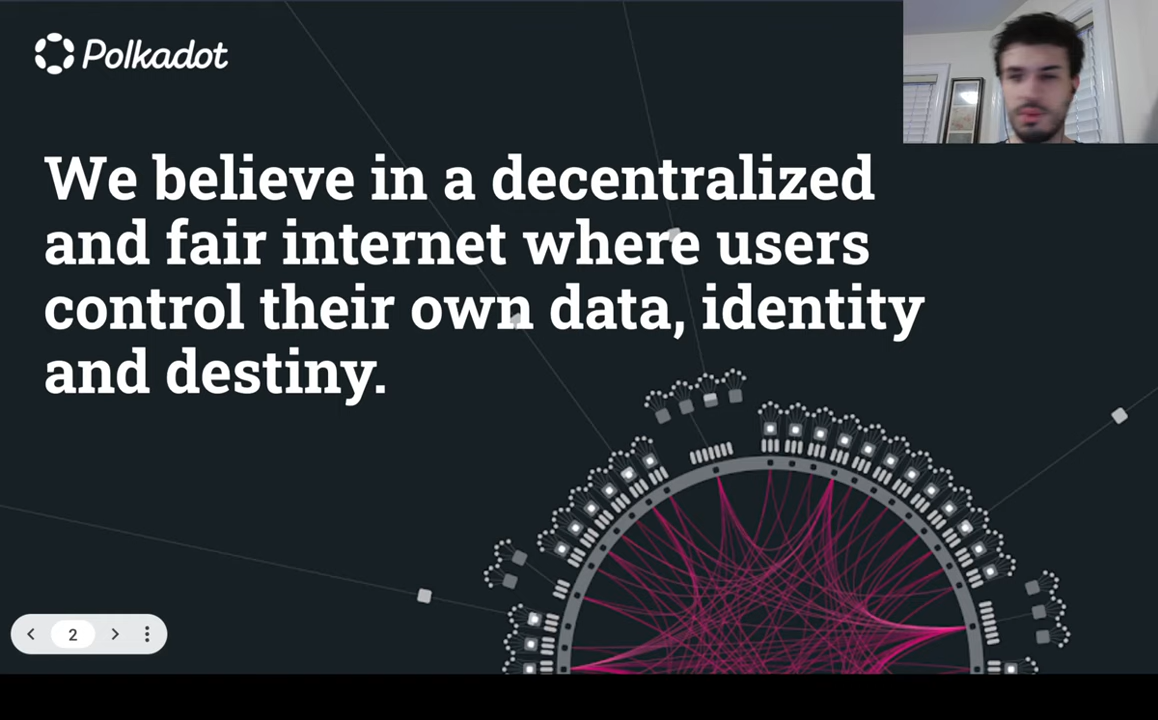 Polkadot
We believe in a decentralized
and fair internet where users
control their own data, identity
and destiny.
2